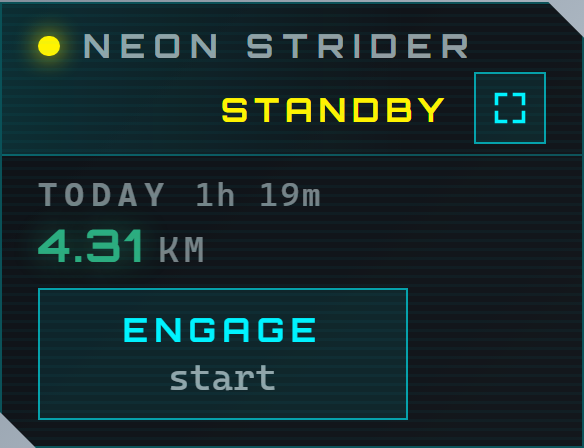 NEON STRIDER
STANDBY
TODAY 1h 19m
4.31 KM
ENGAGE
start